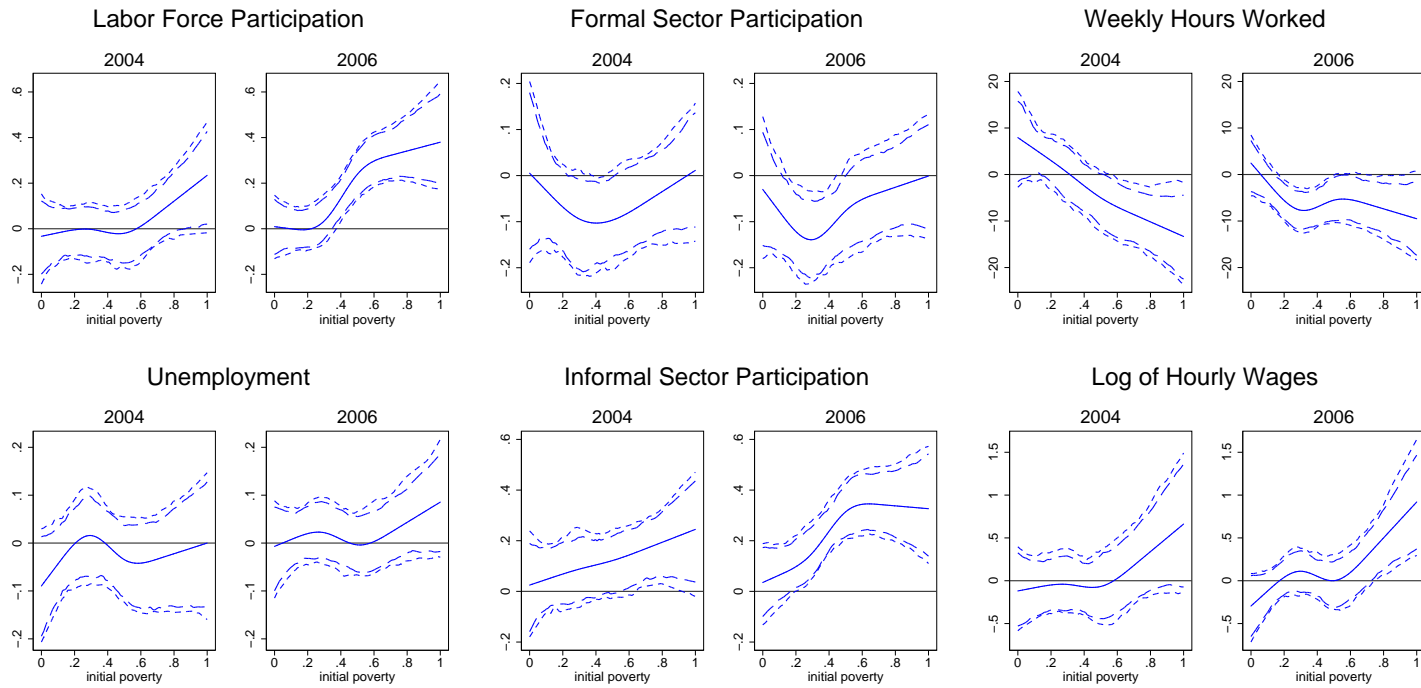 Labor Force Participation
2004
.6
.4
.2
0
-.2
0 .2 .4 .6 .8 1
initial poverty
2006
.6
.4
.2
0
-.2
0 .2 .4 .6 .8 1
initial poverty
Formal Sector Participation
2004
.2
.1
0
-.1
-.2
0 .2 .4 .6 .8 1
initial poverty
2006
.2
.1
0
-.1
-.2
0 .2 .4 .6 .8 1
initial poverty
Weekly Hours Worked
2004
20
10
0
-10
-20
0 .2 .4 .6 .8 1
initial poverty
2006
20
10
0
-10
-20
0 .2 .4 .6 .8 1
initial poverty
Unemployment
2004
.2
.1
0
-.1
-.2
0 .2 .4 .6 .8 1
initial poverty
2006
.2
.1
0
-.1
-.2
0 .2 .4 .6 .8 1
initial poverty
Informal Sector Participation
2004
.6
.4
.2
0
-.2
0 .2 .4 .6 .8 1
initial poverty
2006
.6
.4
.2
0
-.2
0 .2 .4 .6 .8 1
initial poverty
Log of Hourly Wages
2004
1.5
1
.5
0
-.5
0 .2 .4 .6 .8 1
initial poverty
2006
1.5
1
.5
0
-.5
0 .2 .4 .6 .8 1
initial poverty